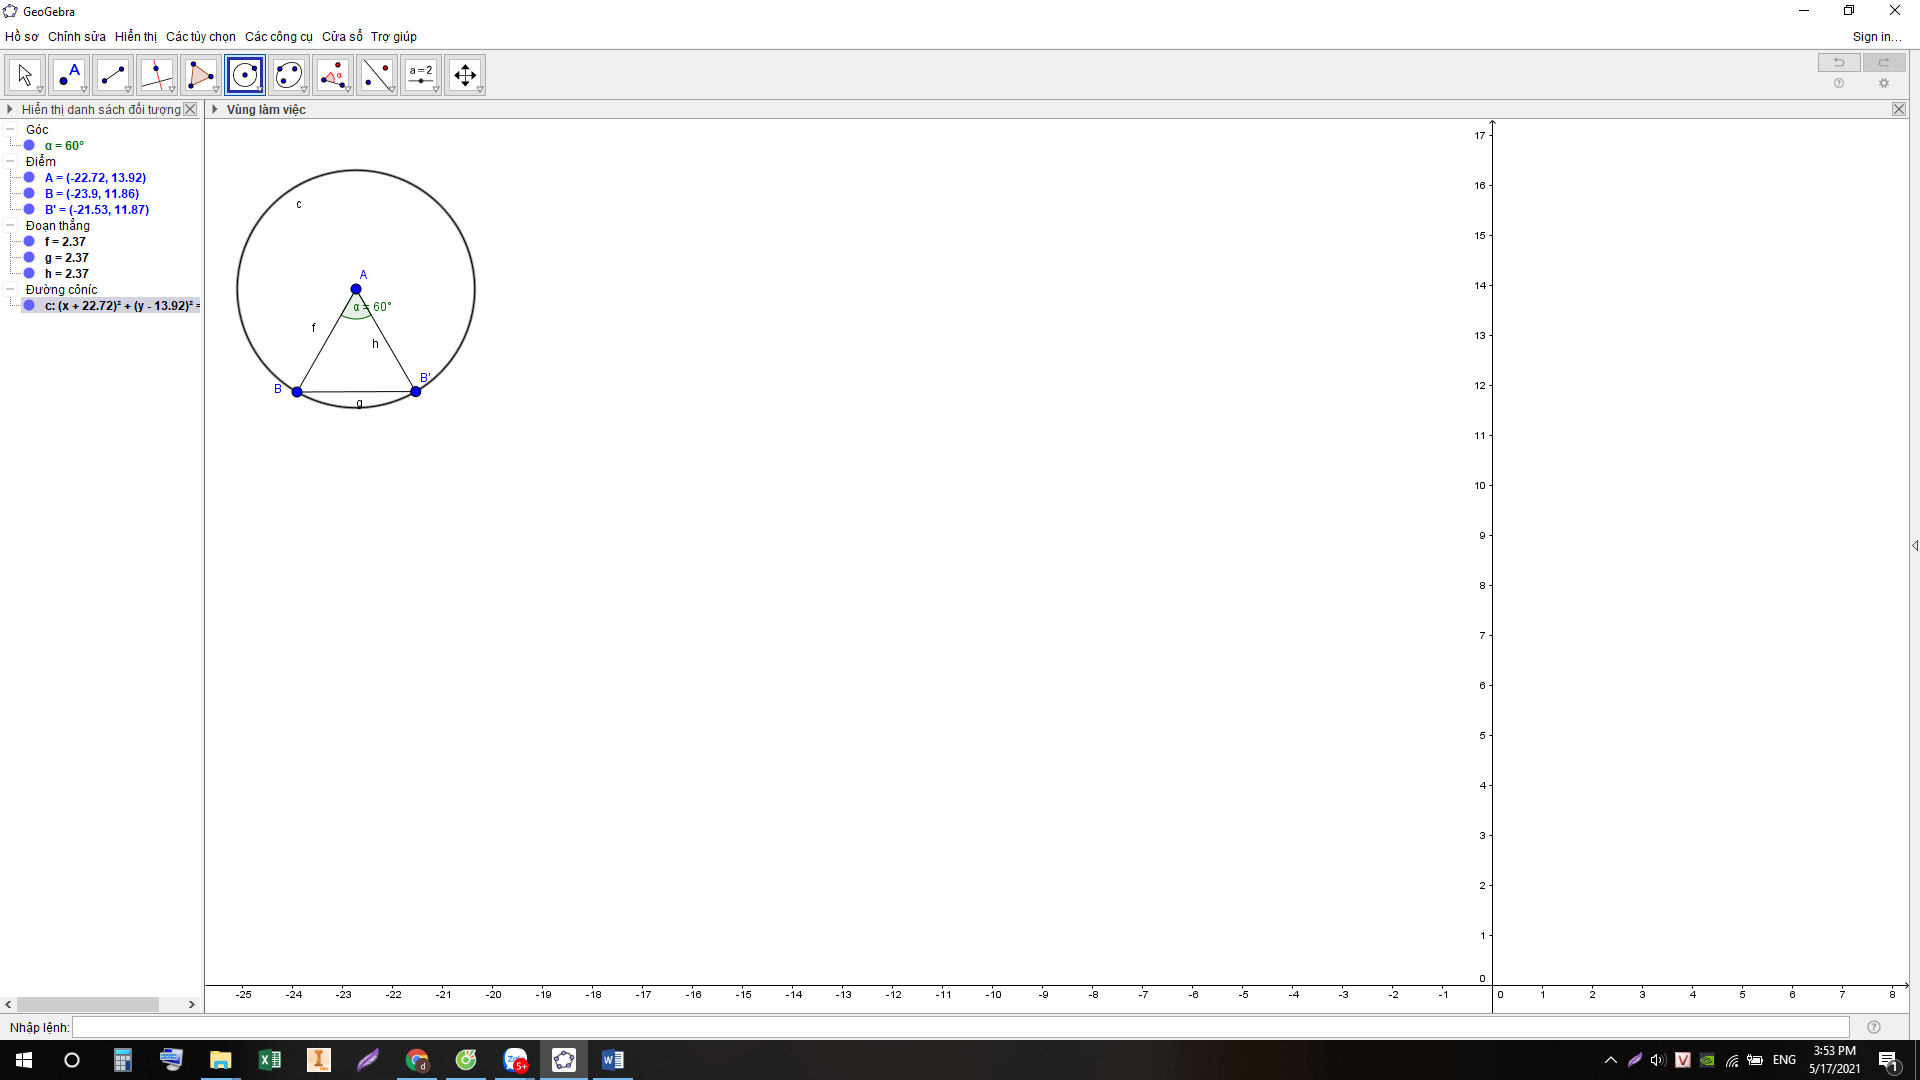 GeoGebra
Hồ sơ Chỉnh sửa Hiển thị Các tùy chọn Các công cụ Cửa sổ Trợ giúp
Sign in...
A
α
a = 2
Hiển thị danh sách đối tượng
Vùng làm việc
Góc
α = 60°
Điểm
A = (-22.72, 13.92)
B = (-23.9, 11.86)
B' = (-21.53, 11.87)
Đoạn thẳng
f = 2.37
g = 2.37
h = 2.37
Đường côníc
c: (x + 22.72)² + (y - 13.92)² =
c
A
α = 60°
f
h
B
B'
g
17
16
15
14
13
12
11
10
9
8
7
6
5
4
3
2
1
0
-25 -24 -23 -22 -21 -20 -19 -18 -17 -16 -15 -14 -13 -12 -11 -10 -9 -8 -7 -6 -5 -4 -3 -2 -1 0 1 2 3 4 5 6 7 8
Nhập lệnh:
5+
V
ENG
3:53 PM
5/17/2021
1